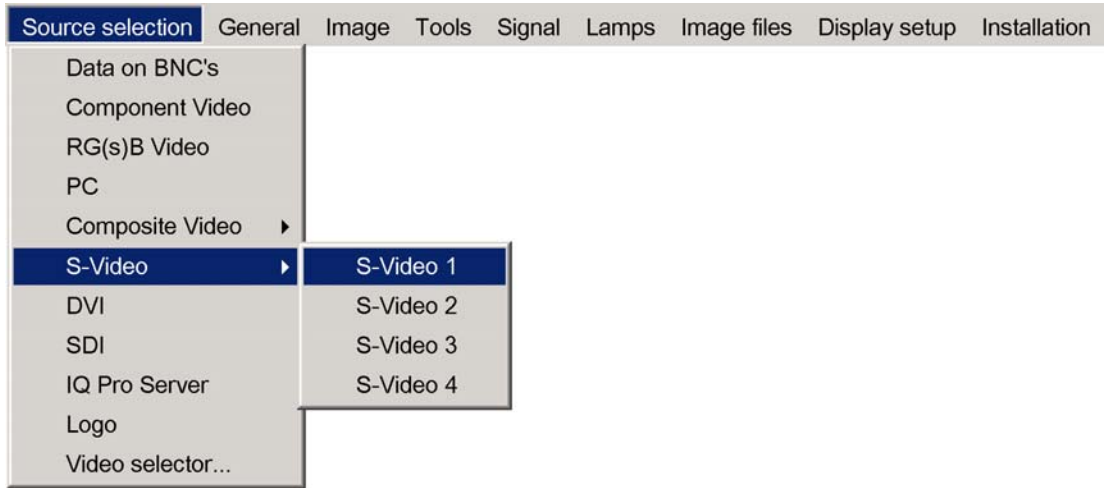 Source selection General Image Tools Signal Lamps Image files Display setup Installation
Data on BNC's
Component Video
RG(s)B Video
PC
Composite Video
S-Video
S-Video 1
DVI
S-Video 2
SDI
S-Video 3
IQ Pro Server
S-Video 4
Logo
Video selector...